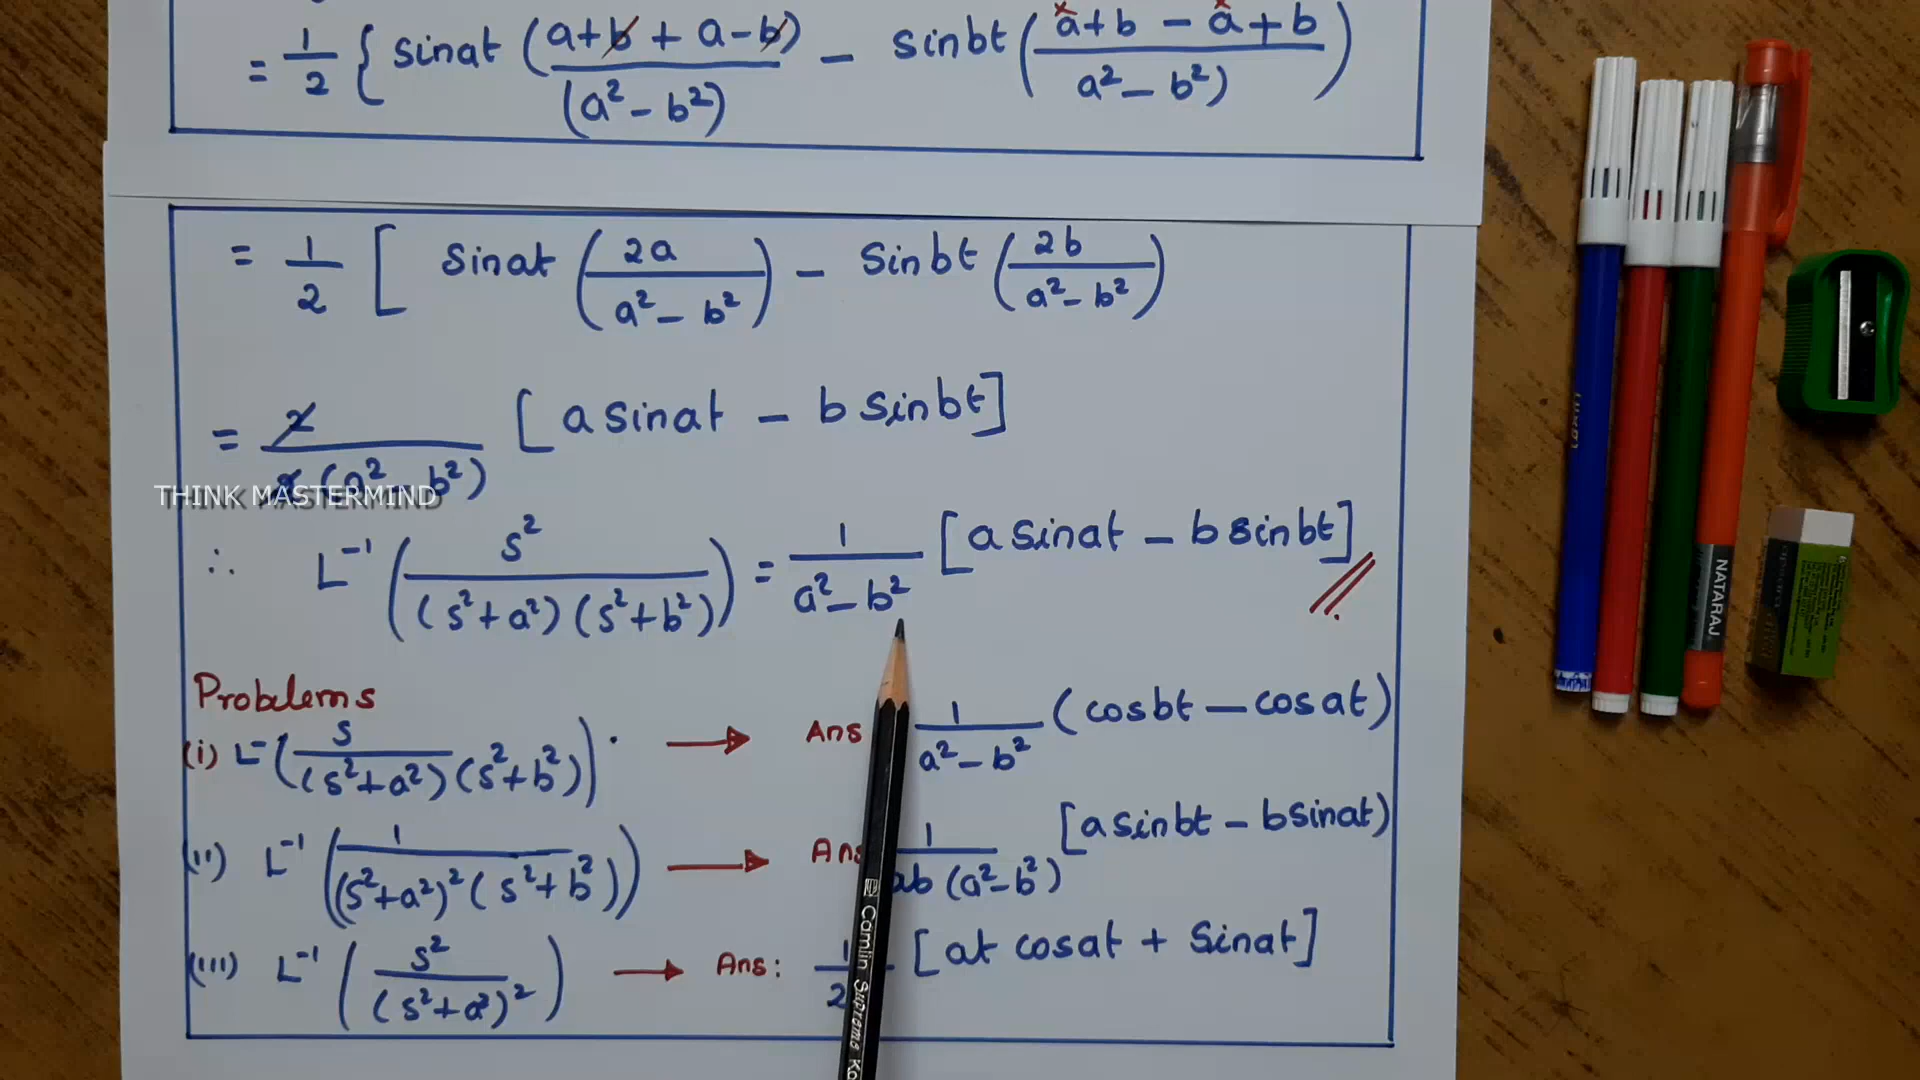 = 1/2 { sinat ((a+b + a-b)/(a² - b²)) - sinbt ((a+b - a+b)/(a² - b²))
= 1/2 [ sinat (2a/(a² - b²)) - sinbt (2b/(a² - b²))
= 2/(2(a² - b²)) [a sinat - b sinbt]
THINK MASTERMIND
∴ L⁻¹ (s²/((s²+a²)(s²+b²))) = 1/(a² - b²) [a sinat - b sinbt]
Problems
(i) L⁻ (s/(s²+a²)(s²+b²)) · → Ans 1/(a² - b²) (cosbt - cosat)
(ii) L⁻¹ (1/((s²+a²)²(s²+b²))) → Ans 1/(ab(a² - b²)) [a sinbt - b sinat)
(iii) L⁻¹ (s²/(s²+a²)²) → Ans: 1/2 [at cosat + sinat]
LUXOR
NATARAJ
apsara
Camlin Supreme